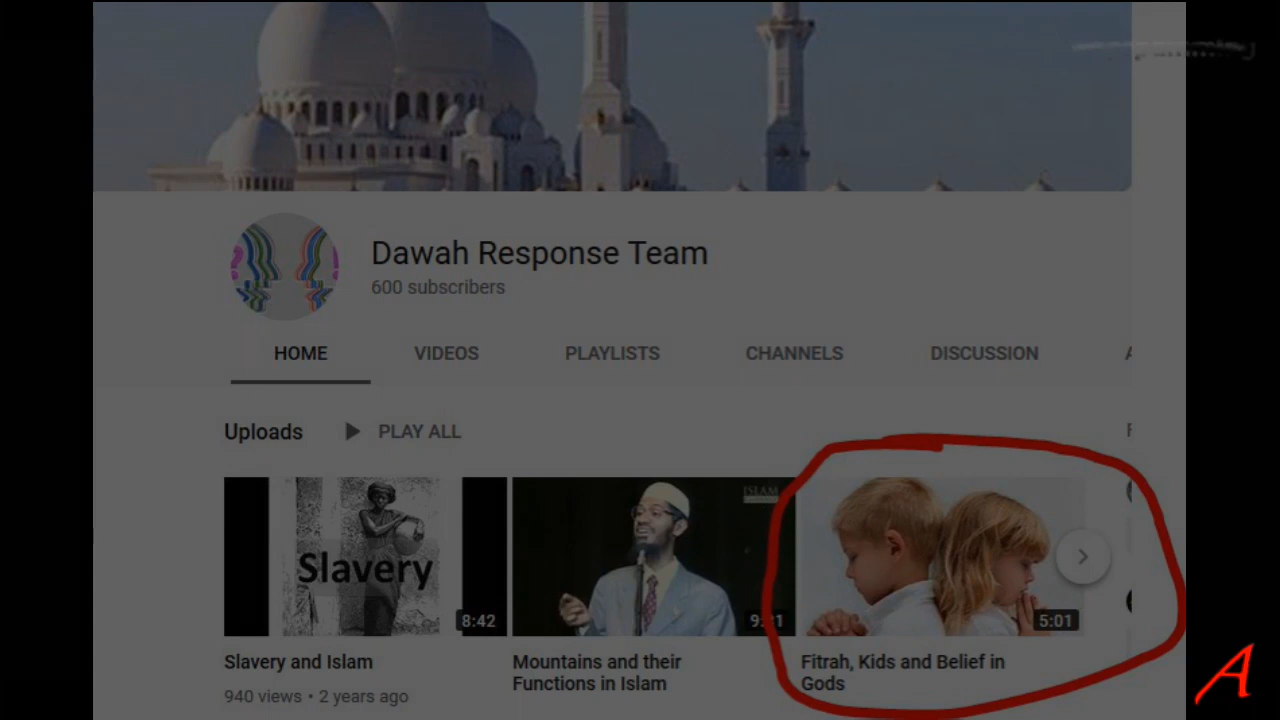 Dawah Response Team
600 subscribers
HOME VIDEOS PLAYLISTS CHANNELS DISCUSSION
Uploads PLAY ALL
Slavery
ISLAM
8:42
5:01
Slavery and Islam
Mountains and their
Functions in Islam
Fitrah, Kids and Belief in
Gods
940 views • 2 years ago
A